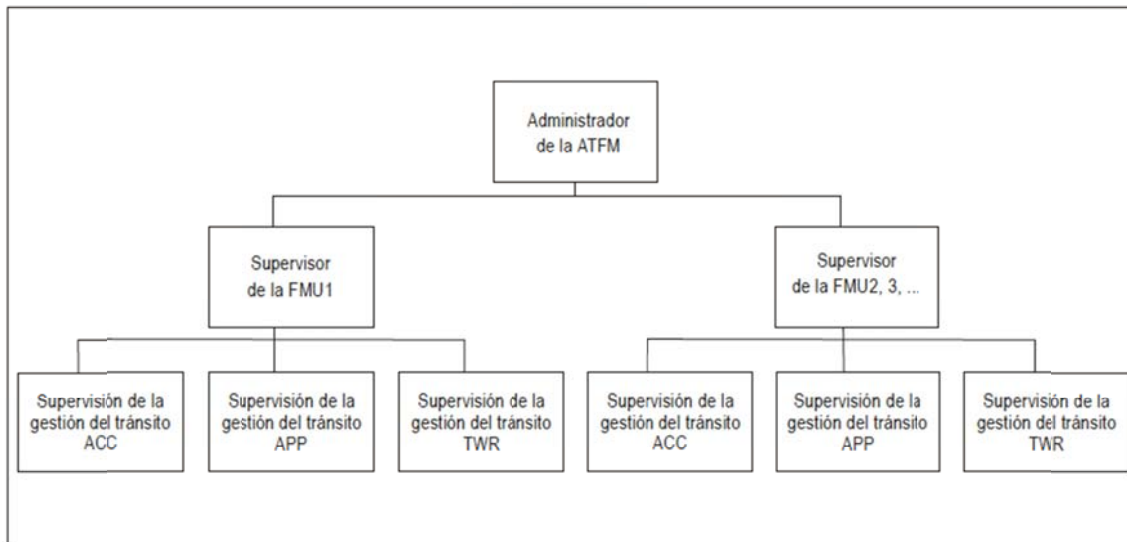 Administrador
de la ATFM
Supervisor
de la FMU1
Supervisor
de la FMU2, 3, ...
Supervisión de la
gestión del tránsito
ACC
Supervisión de la
gestión del tránsito
APP
Supervisión de la
gestión del tránsito
TWR
Supervisión de la
gestión del tránsito
ACC
Supervisión de la
gestión del tránsito
APP
Supervisión de la
gestión del tránsito
TWR